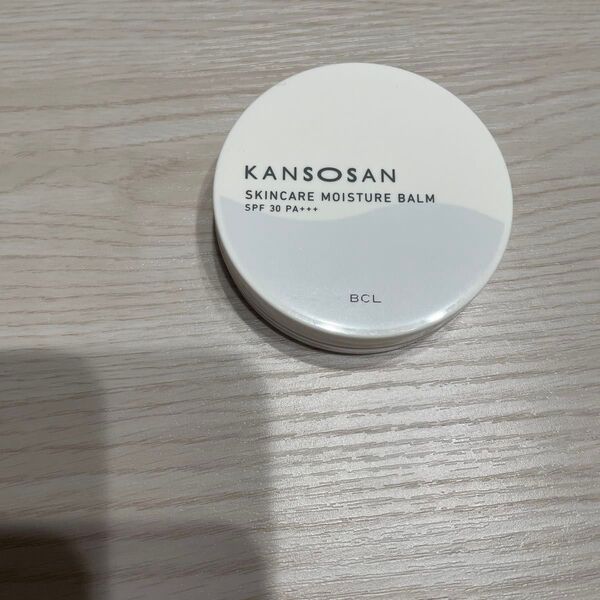 KANSOSAN
SKINCARE MOISTURE BALM
SPF 30 PA+++
BCL